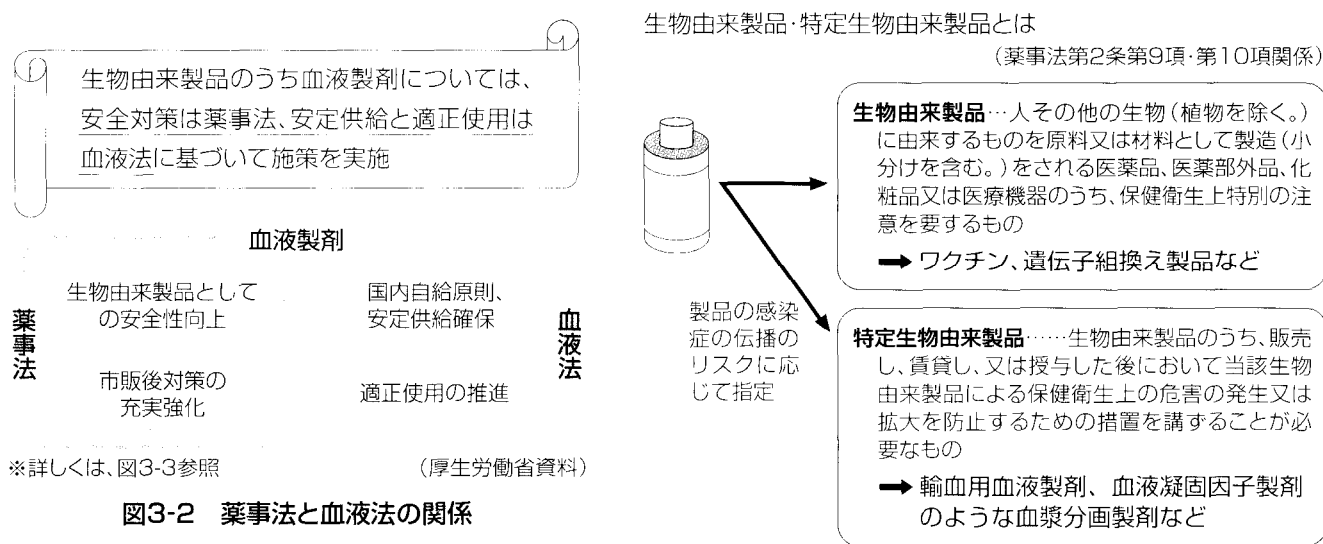 生物由来製品のうち血液製剤については、
安全対策は薬事法、安定供給と適正使用は
血液法に基づいて施策を実施
血液製剤
薬事法
生物由来製品として
の安全性向上
国内自給原則、
安定供給確保
市販後対策の
充実強化
適正使用の推進
血液法
※詳しくは、図3-3参照
(厚生労働省資料)
図3-2 薬事法と血液法の関係
生物由来製品・特定生物由来製品とは
(薬事法第2条第9項・第10項関係)
生物由来製品…人その他の生物(植物を除く。)
に由来するものを原料又は材料として製造(小
分けを含む。)をされる医薬品、医薬部外品、化
粧品又は医療機器のうち、保健衛生上特別の注
意を要するもの
➡ ワクチン、遺伝子組換え製品など
製品の感染
症の伝播の
リスクに応
じて指定
特定生物由来製品……生物由来製品のうち、販売
し、賃貸し、又は授与した後において当該生物
由来製品による保健衛生上の危害の発生又は
拡大を防止するための措置を講ずることが必
要なもの
➡ 輸血用血液製剤、血液凝固因子製剤
のような血漿分画製剤など